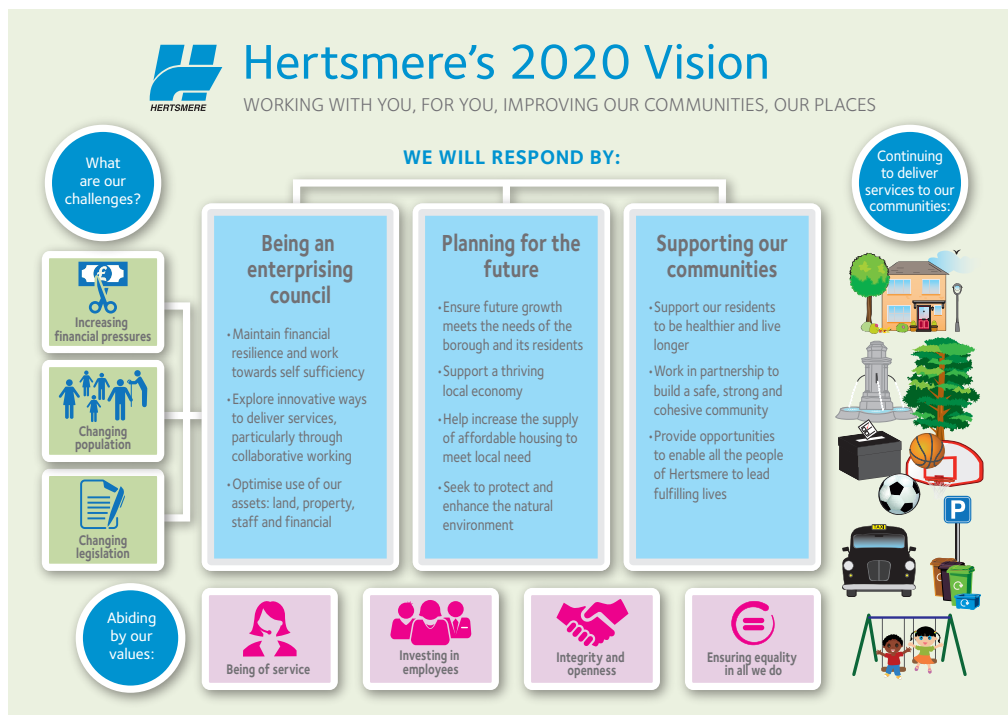 HERTSMERE
Hertsmere's 2020 Vision
WORKING WITH YOU, FOR YOU, IMPROVING OUR COMMUNITIES, OUR PLACES
What
are our
challenges?
WE WILL RESPOND BY:
Continuing
to deliver
services to our
communities:
£
Increasing
financial pressures
Changing
population
Changing
legislation
Being an
enterprising
council
•Maintain financial
resilience and work
towards self sufficiency
•Explore innovative ways
to deliver services,
particularly through
collaborative working
•Optimise use of our
assets: land, property,
staff and financial
Planning for the
future
•Ensure future growth
meets the needs of the
borough and its residents
•Support a thriving
local economy
•Help increase the supply
of affordable housing to
meet local need
•Seek to protect and
enhance the natural
environment
Supporting our
communities
•Support our residents
to be healthier and live
longer
•Work in partnership to
build a safe, strong and
cohesive community
•Provide opportunities
to enable all the people
of Hertsmere to lead
fulfilling lives
P
TAXI
Abiding
by our
values:
Being of service
Investing in
employees
Integrity and
openness
Ensuring equality
in all we do